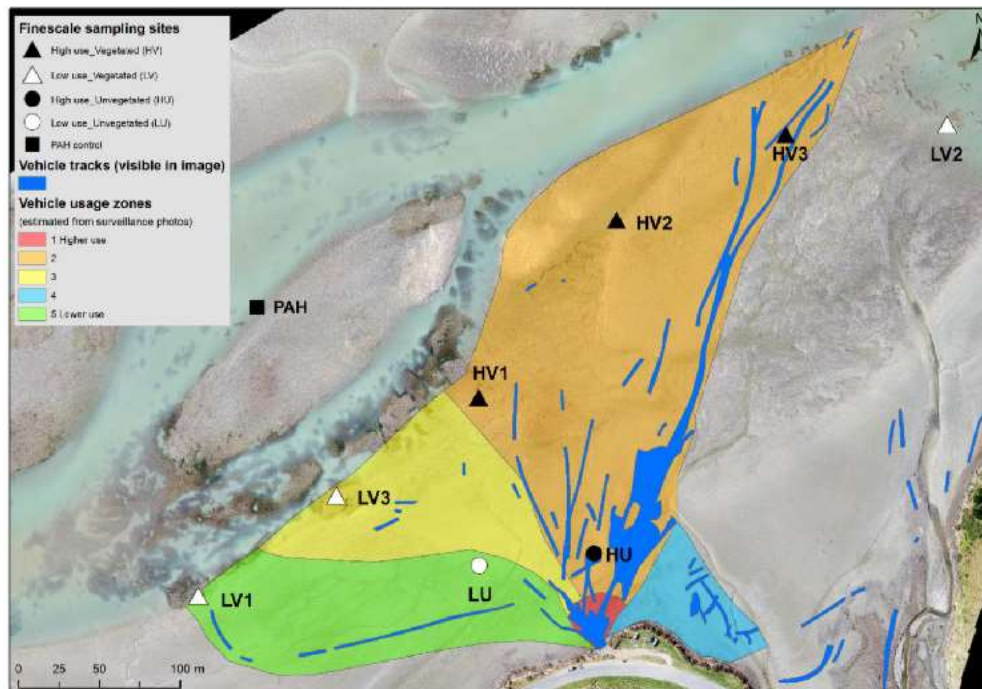 Finescale sampling sites
High use_Vegetated (HV)
Low use_Vegetated (LV)
High use_Unvegetated (HU)
Low use_Unvegetated (LU)
PAH control
Vehicle tracks (visible in image)
Vehicle usage zones
(estimated from surveillance photos)
1 Higher use
2
3
4
5 Lower use
N
HV3
LV2
HV2
PAH
HV1
LV3
HU
LU
LV1
0 25 50 100 m